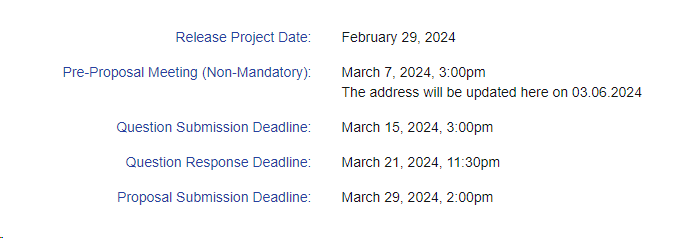 Release Project Date: February 29, 2024
Pre-Proposal Meeting (Non-Mandatory): March 7, 2024, 3:00pm
The address will be updated here on 03.06.2024
Question Submission Deadline: March 15, 2024, 3:00pm
Question Response Deadline: March 21, 2024, 11:30pm
Proposal Submission Deadline: March 29, 2024, 2:00pm